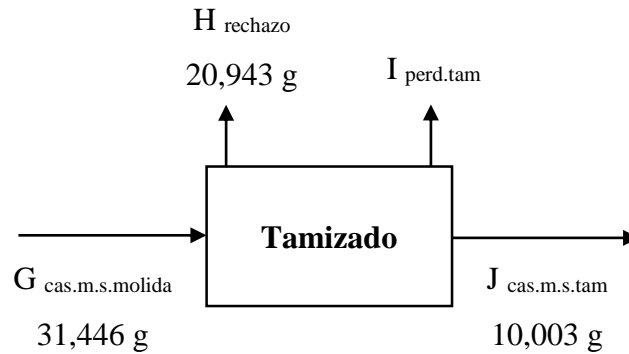 H rechazo
20,943 g
I perd.tam
Tamizado
G cas.m.s.molida
31,446 g
J cas.m.s.tam
10,003 g